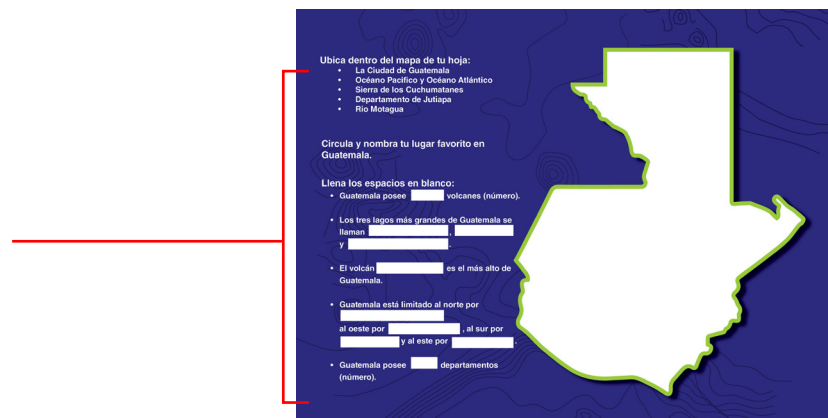 Ubica dentro del mapa de tu hoja:
• La Ciudad de Guatemala
• Océano Pacífico y Océano Atlántico
• Sierra de los Cuchumatanes
• Departamento de Jutiapa
• Río Motagua
Circula y nombra tu lugar favorito en
Guatemala.
Llena los espacios en blanco:
• Guatemala posee volcanes (número).
• Los tres lagos más grandes de Guatemala se
llaman ,
y .
• El volcán es el más alto de
Guatemala.
• Guatemala está limitado al norte por
al oeste por , al sur por
y al este por .
• Guatemala posee departamentos
(número).